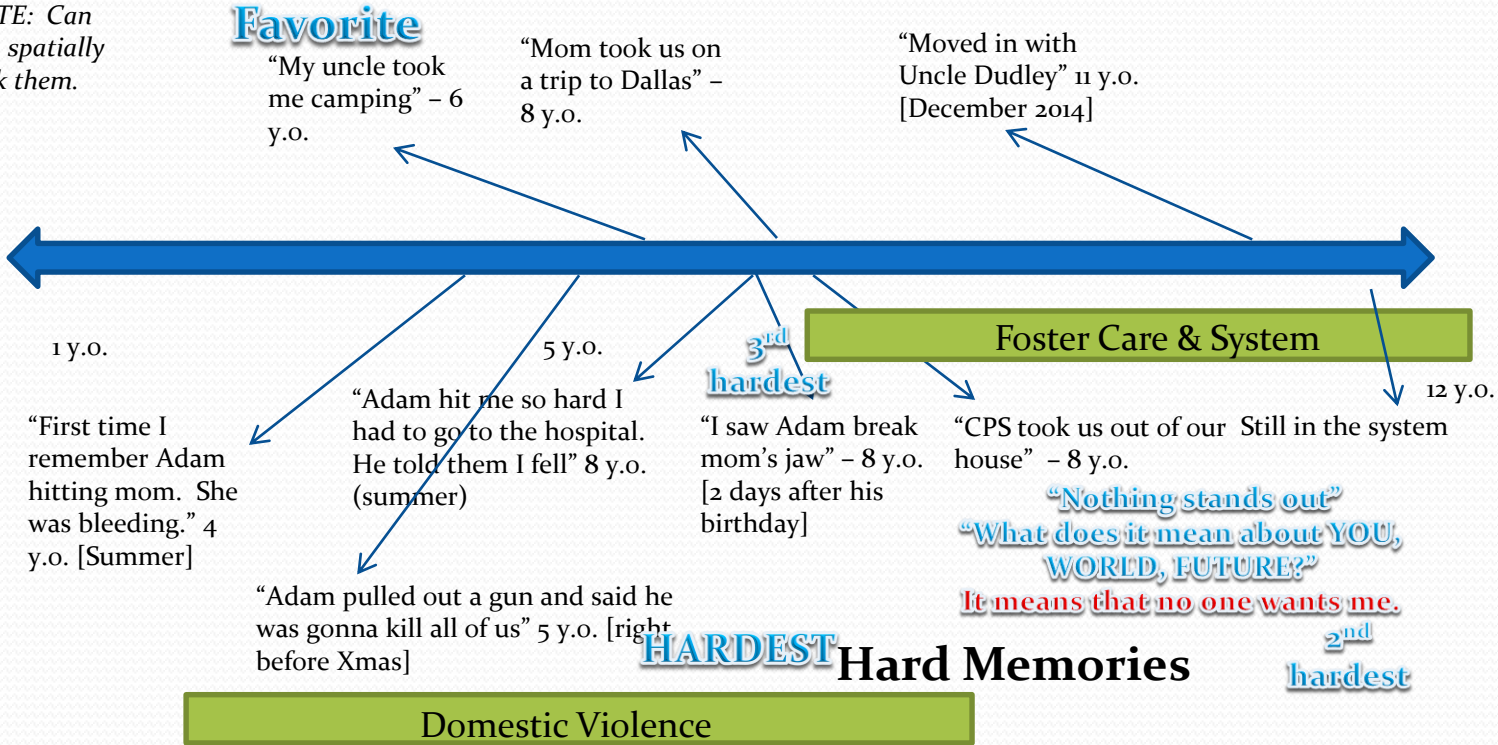 TE: Can
spatially
k them.
Favorite
“My uncle took
me camping” – 6
y.o.
“Mom took us on
a trip to Dallas” –
8 y.o.
“Moved in with
Uncle Dudley” 11 y.o.
[December 2014]
1 y.o.
5 y.o.
3rd
hardest
Foster Care & System
12 y.o.
“First time I
remember Adam
hitting mom.  She
was bleeding.” 4
y.o. [Summer]
“Adam hit me so hard I
had to go to the hospital.
He told them I fell” 8 y.o.
(summer)
“I saw Adam break
mom’s jaw” – 8 y.o.
[2 days after his
birthday]
“CPS took us out of our
house”  – 8 y.o.
Still in the system
“Nothing stands out”
“What does it mean about YOU,
WORLD, FUTURE?”
It means that no one wants me.
2nd
hardest
“Adam pulled out a gun and said he
was gonna kill all of us” 5 y.o. [right
before Xmas]
HARDEST
Hard Memories
Domestic Violence